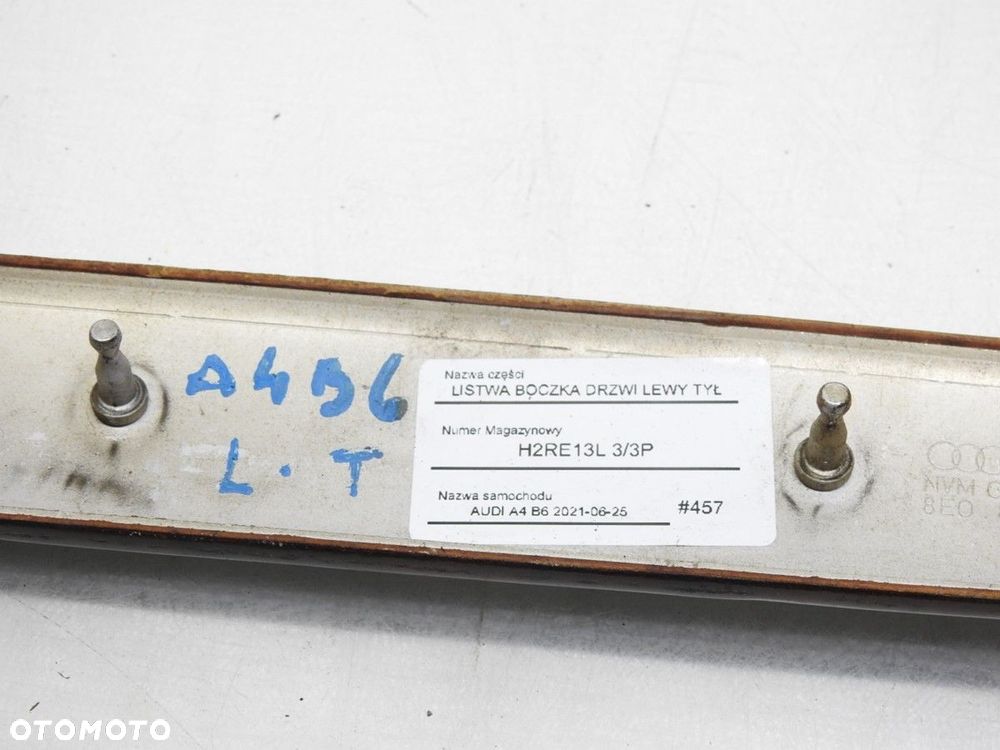 A4B6
L.T
Nazwa części
LISTWA BOCZKA DRZWI LEWY TYŁ
Numer Magazynowy
H2RE13L 3/3P
Nazwa samochodu
AUDI A4 B6 2021-06-25
#457
NVM
8E0
OTOMOTO